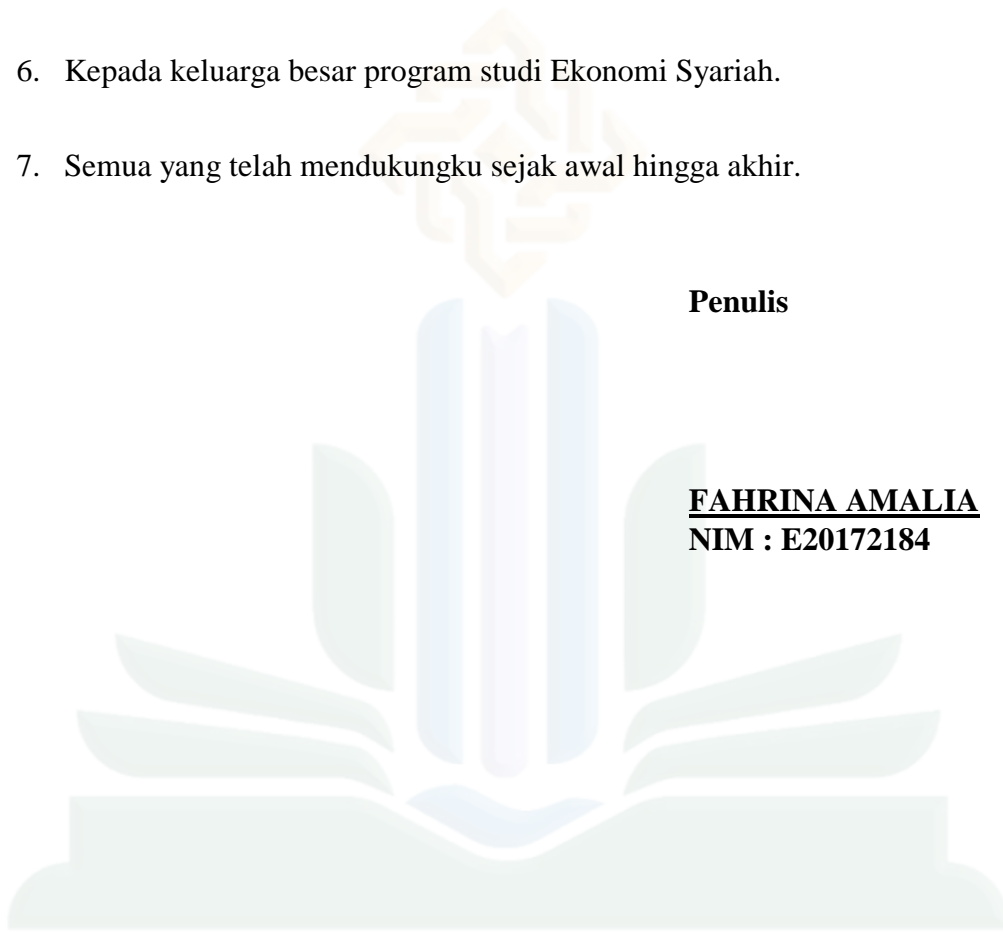 6. Kepada keluarga besar program studi Ekonomi Syariah.
7. Semua yang telah mendukungku sejak awal hingga akhir.
Penulis
FAHRINA AMALIA
NIM : E20172184